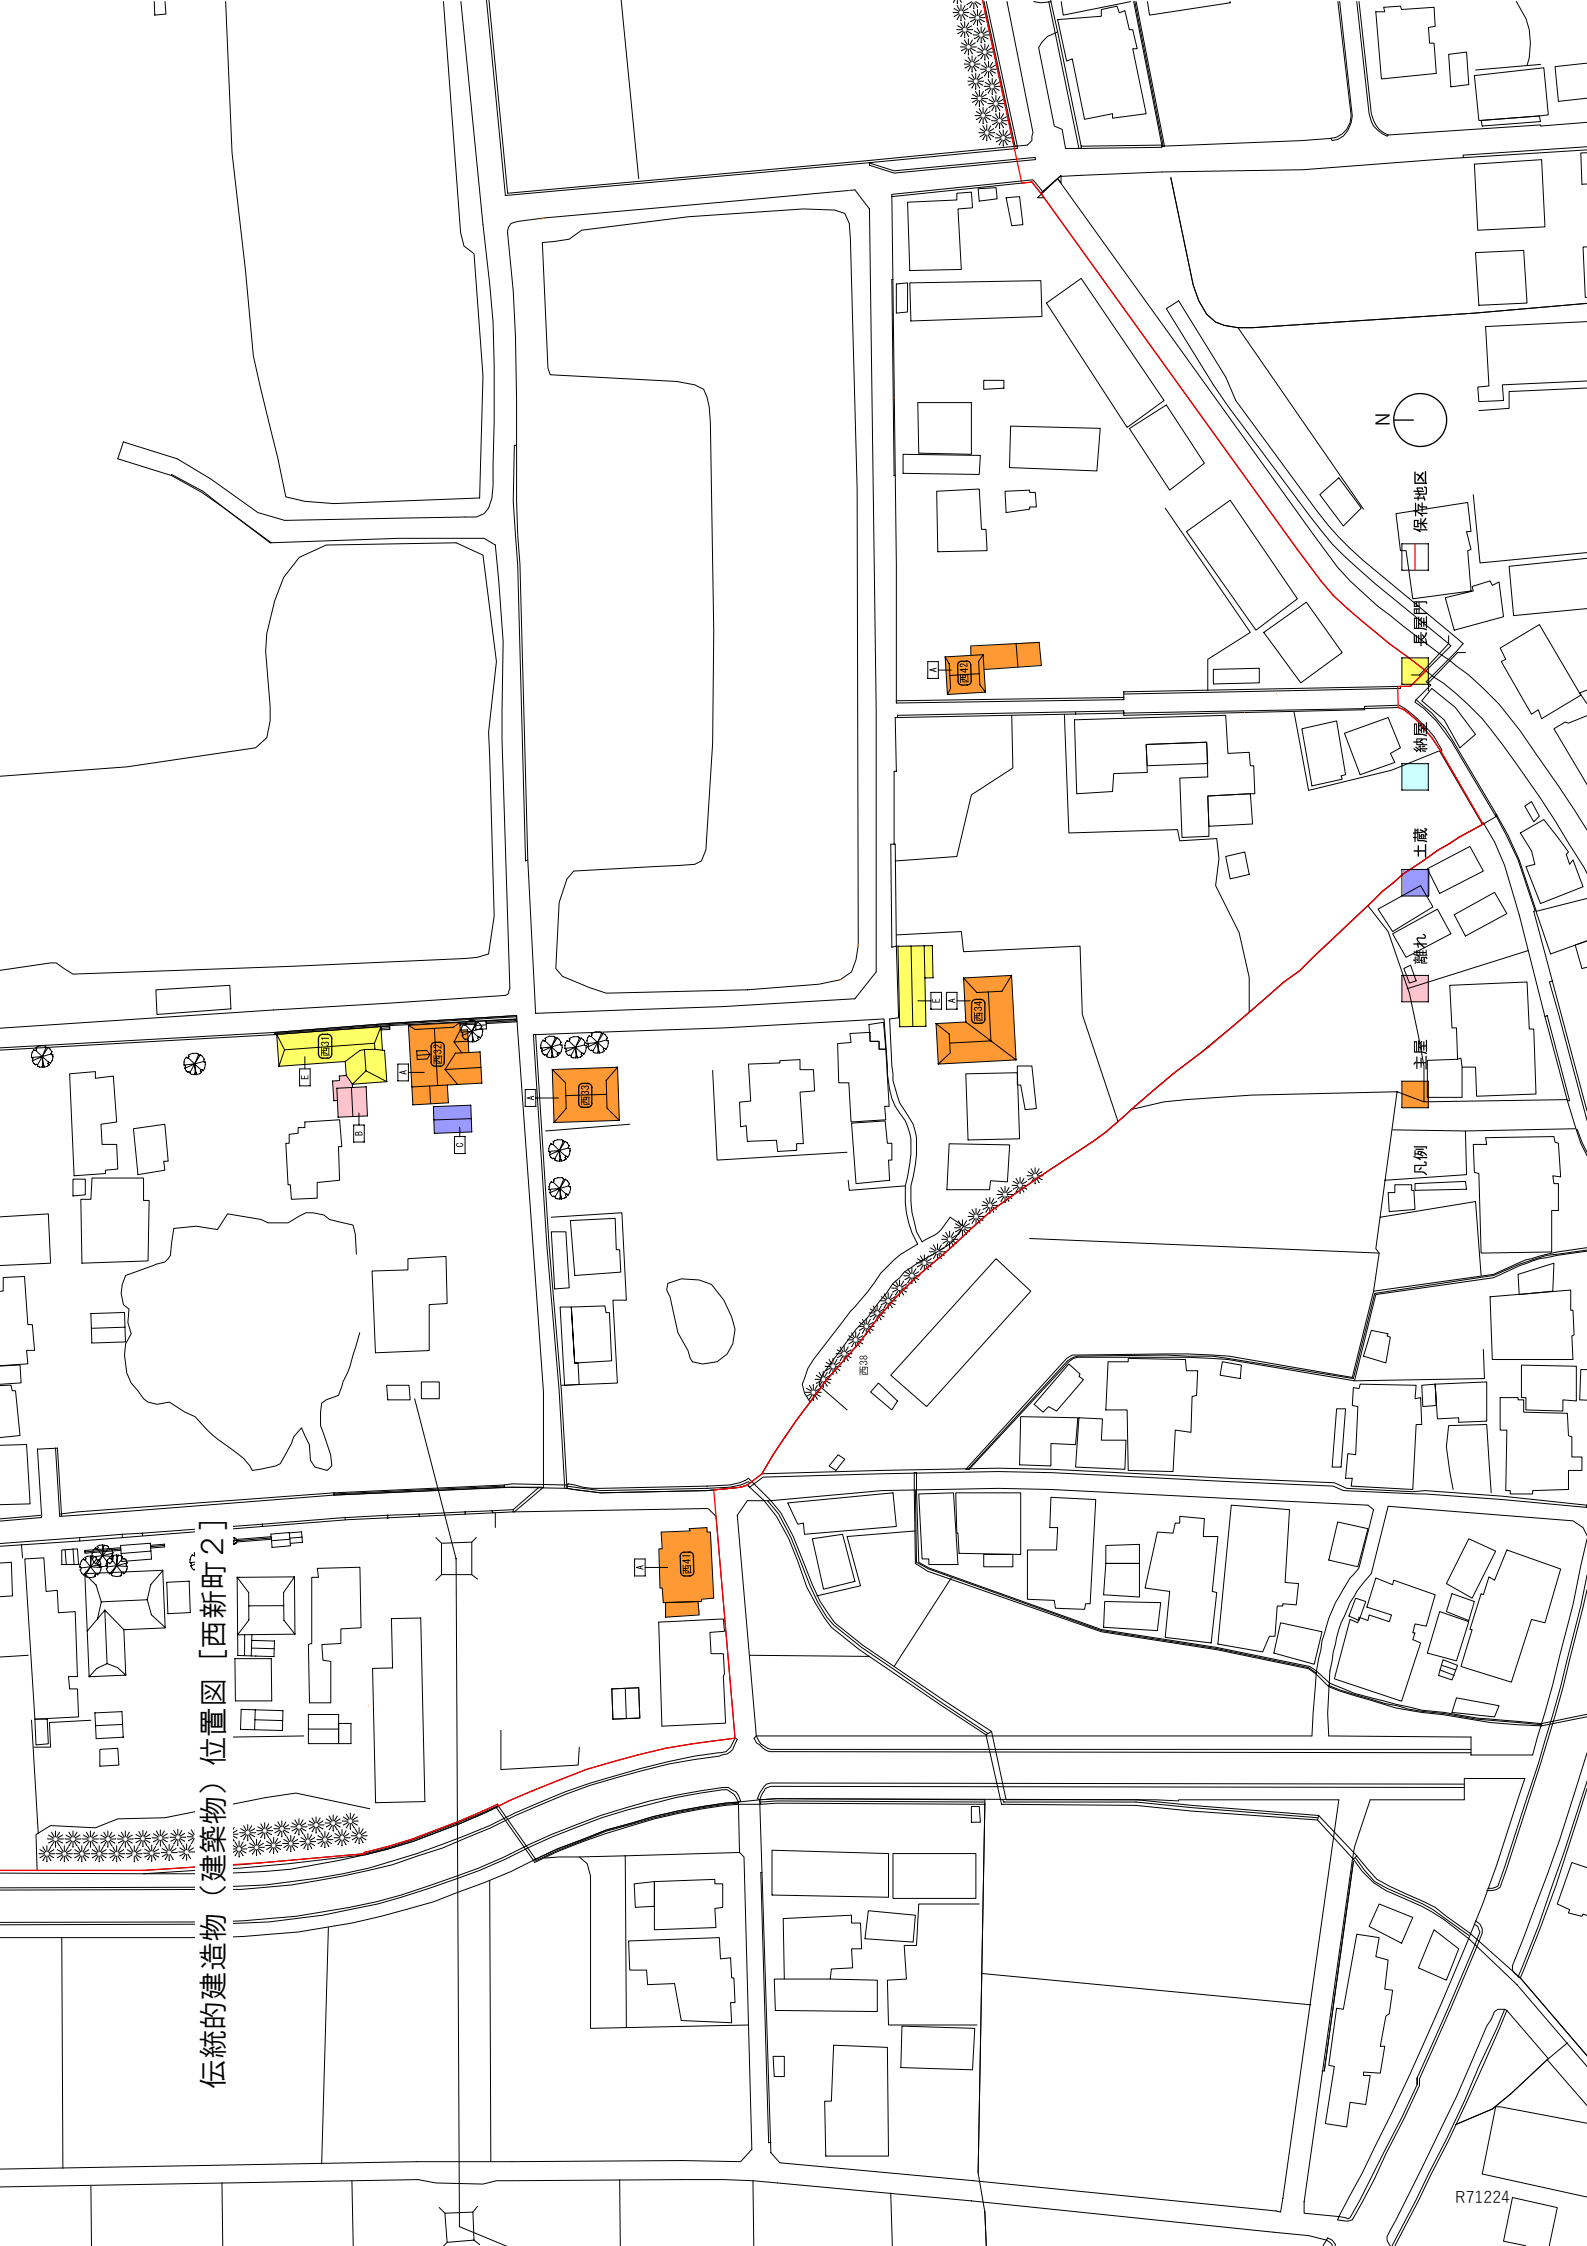 伝統的建造物（建築物）位置図［西新町２］
西31
E
B
西32
A
C
西33
A
西34
E
A
西42
A
西41
A
西38
凡例
主屋
離れ
土蔵
納屋
長屋門
保存地区
N
R71224